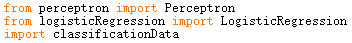 from perceptron import Perceptron
from logisticRegression import LogisticRegression
import classificationData